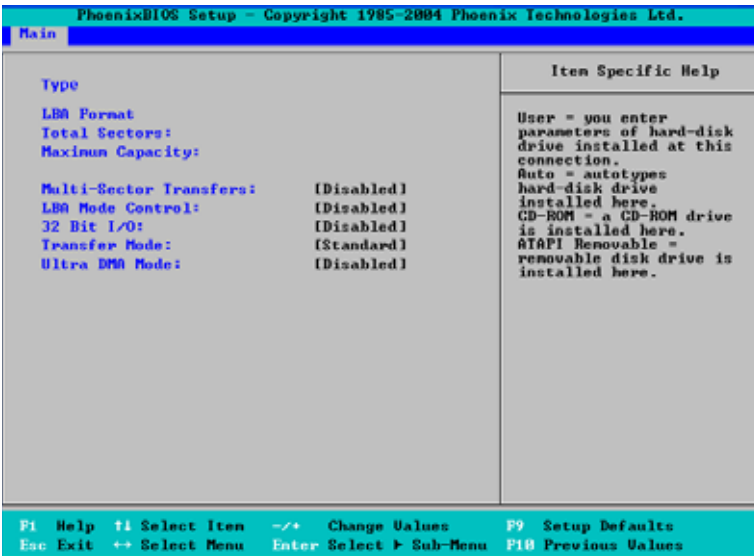 PhoenixBIOS Setup - Copyright 1985-2004 Phoenix Technologies Ltd.
Main
Type
LBA Format
Total Sectors:
Maximum Capacity:
Multi-Sector Transfers: [Disabled]
LBA Mode Control: [Disabled]
32 Bit I/O: [Disabled]
Transfer Mode: [Standard]
Ultra DMA Mode: [Disabled]
Item Specific Help
User = you enter
parameters of hard-disk
drive installed at this
connection.
Auto = autotypes
hard-disk drive
installed here.
CD-ROM = a CD-ROM drive
is installed here.
ATAPI Removable =
removable disk drive is
installed here.
F1 Help ↑↓ Select Item -/+ Change Values F9 Setup Defaults
Esc Exit ↔ Select Menu Enter Select ▶ Sub-Menu F10 Previous Values